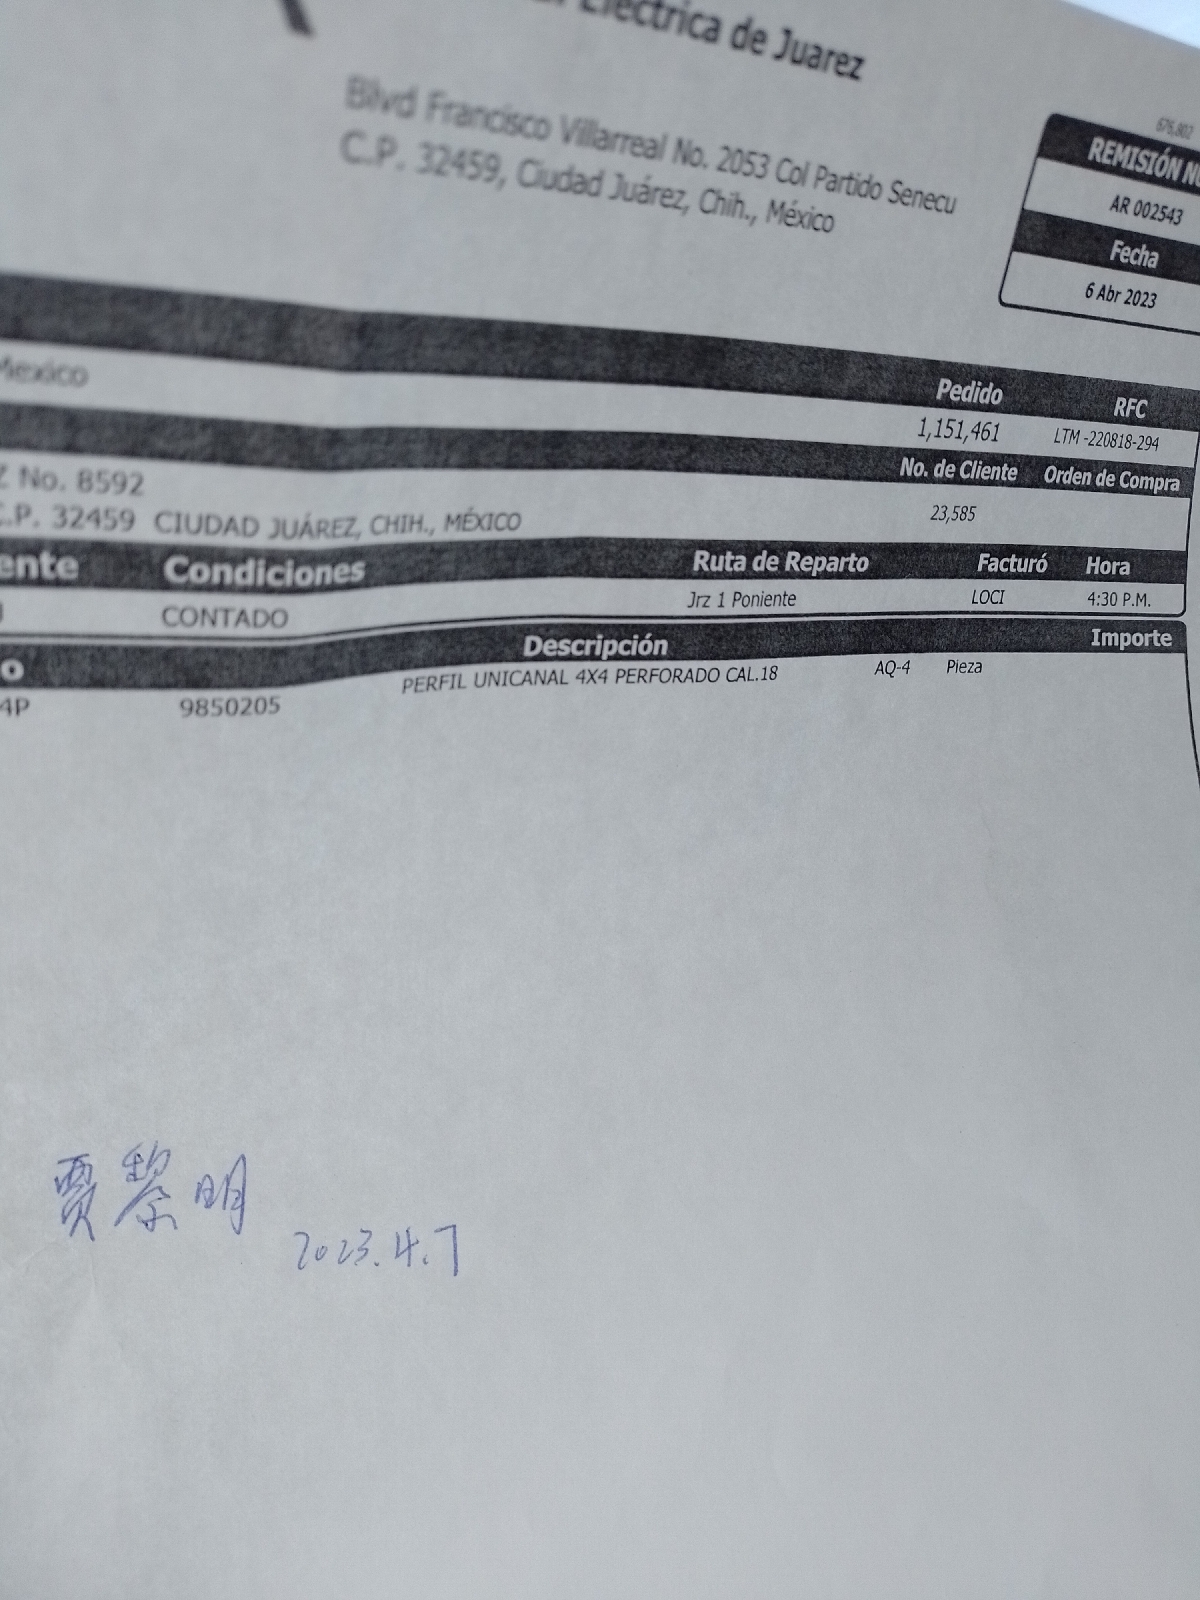 Eléctrica de Juarez
Blvd Francisco Villarreal No. 2053 Col Partido Senecu
C.P. 32459, Ciudad Juárez, Chih., México
676,802
REMISIÓN
AR 002543
Fecha
6 Abr 2023
Mexico
Pedido RFC
1,151,461 LTM -220818-294
No. de Cliente Orden de Compra
No. 8592
23,585
C.P. 32459 CIUDAD JUÁREZ, CHIH., MÉXICO
ente Condiciones Ruta de Reparto Facturó Hora
CONTADO Jrz 1 Poniente LOCI 4:30 P.M.
o Descripción Importe
4P 9850205 PERFIL UNICANAL 4X4 PERFORADO CAL.18 AQ-4 Pieza
贾黎明
2023.4.7